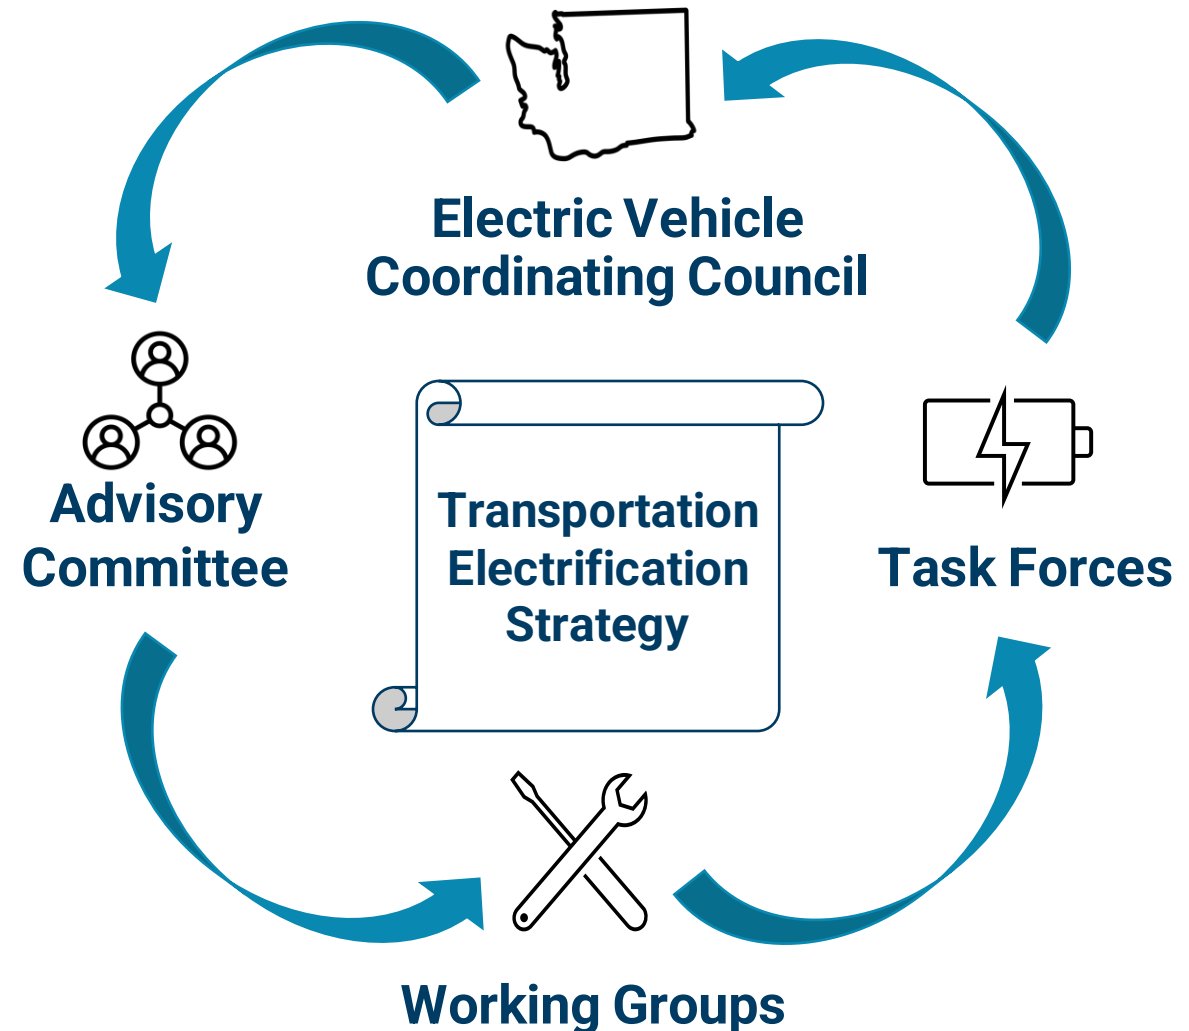 Electric Vehicle
Coordinating Council
Advisory
Committee
Transportation
Electrification
Strategy
Task Forces
Working Groups